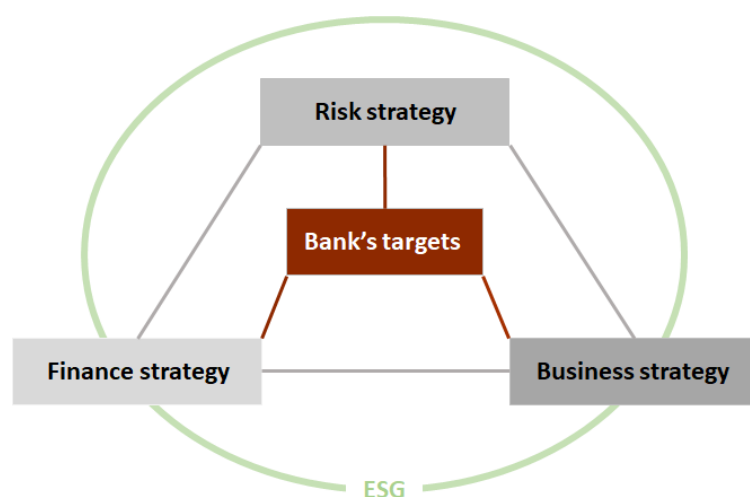 Risk strategy
Bank’s targets
Finance strategy
Business strategy
ESG